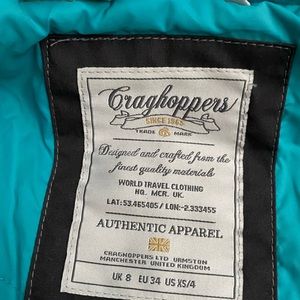 Craghoppers
SINCE 1965
TRADE MARK
Designed and crafted from the
finest quality materials
WORLD TRAVEL CLOTHING
HQ. MCR. UK.
LAT: 53.465405 / LON:-2.333455
AUTHENTIC APPAREL
CRAGHOPPERS LTD URMSTON
MANCHESTER UNITED KINGDOM
UK 8 EU 34 US XS/4